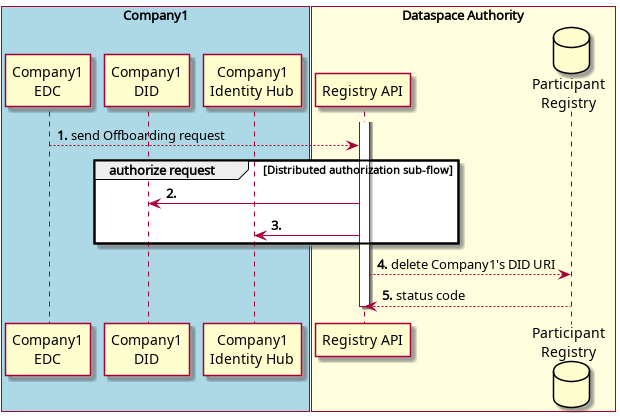 Company1
Dataspace Authority
Company1
EDC
Company1
DID
Company1
Identity Hub
Registry API
Participant
Registry
1. send Offboarding request
authorize request
[Distributed authorization sub-flow]
2.
3.
4. delete Company1's DID URI
5. status code
Company1
EDC
Company1
DID
Company1
Identity Hub
Registry API
Participant
Registry